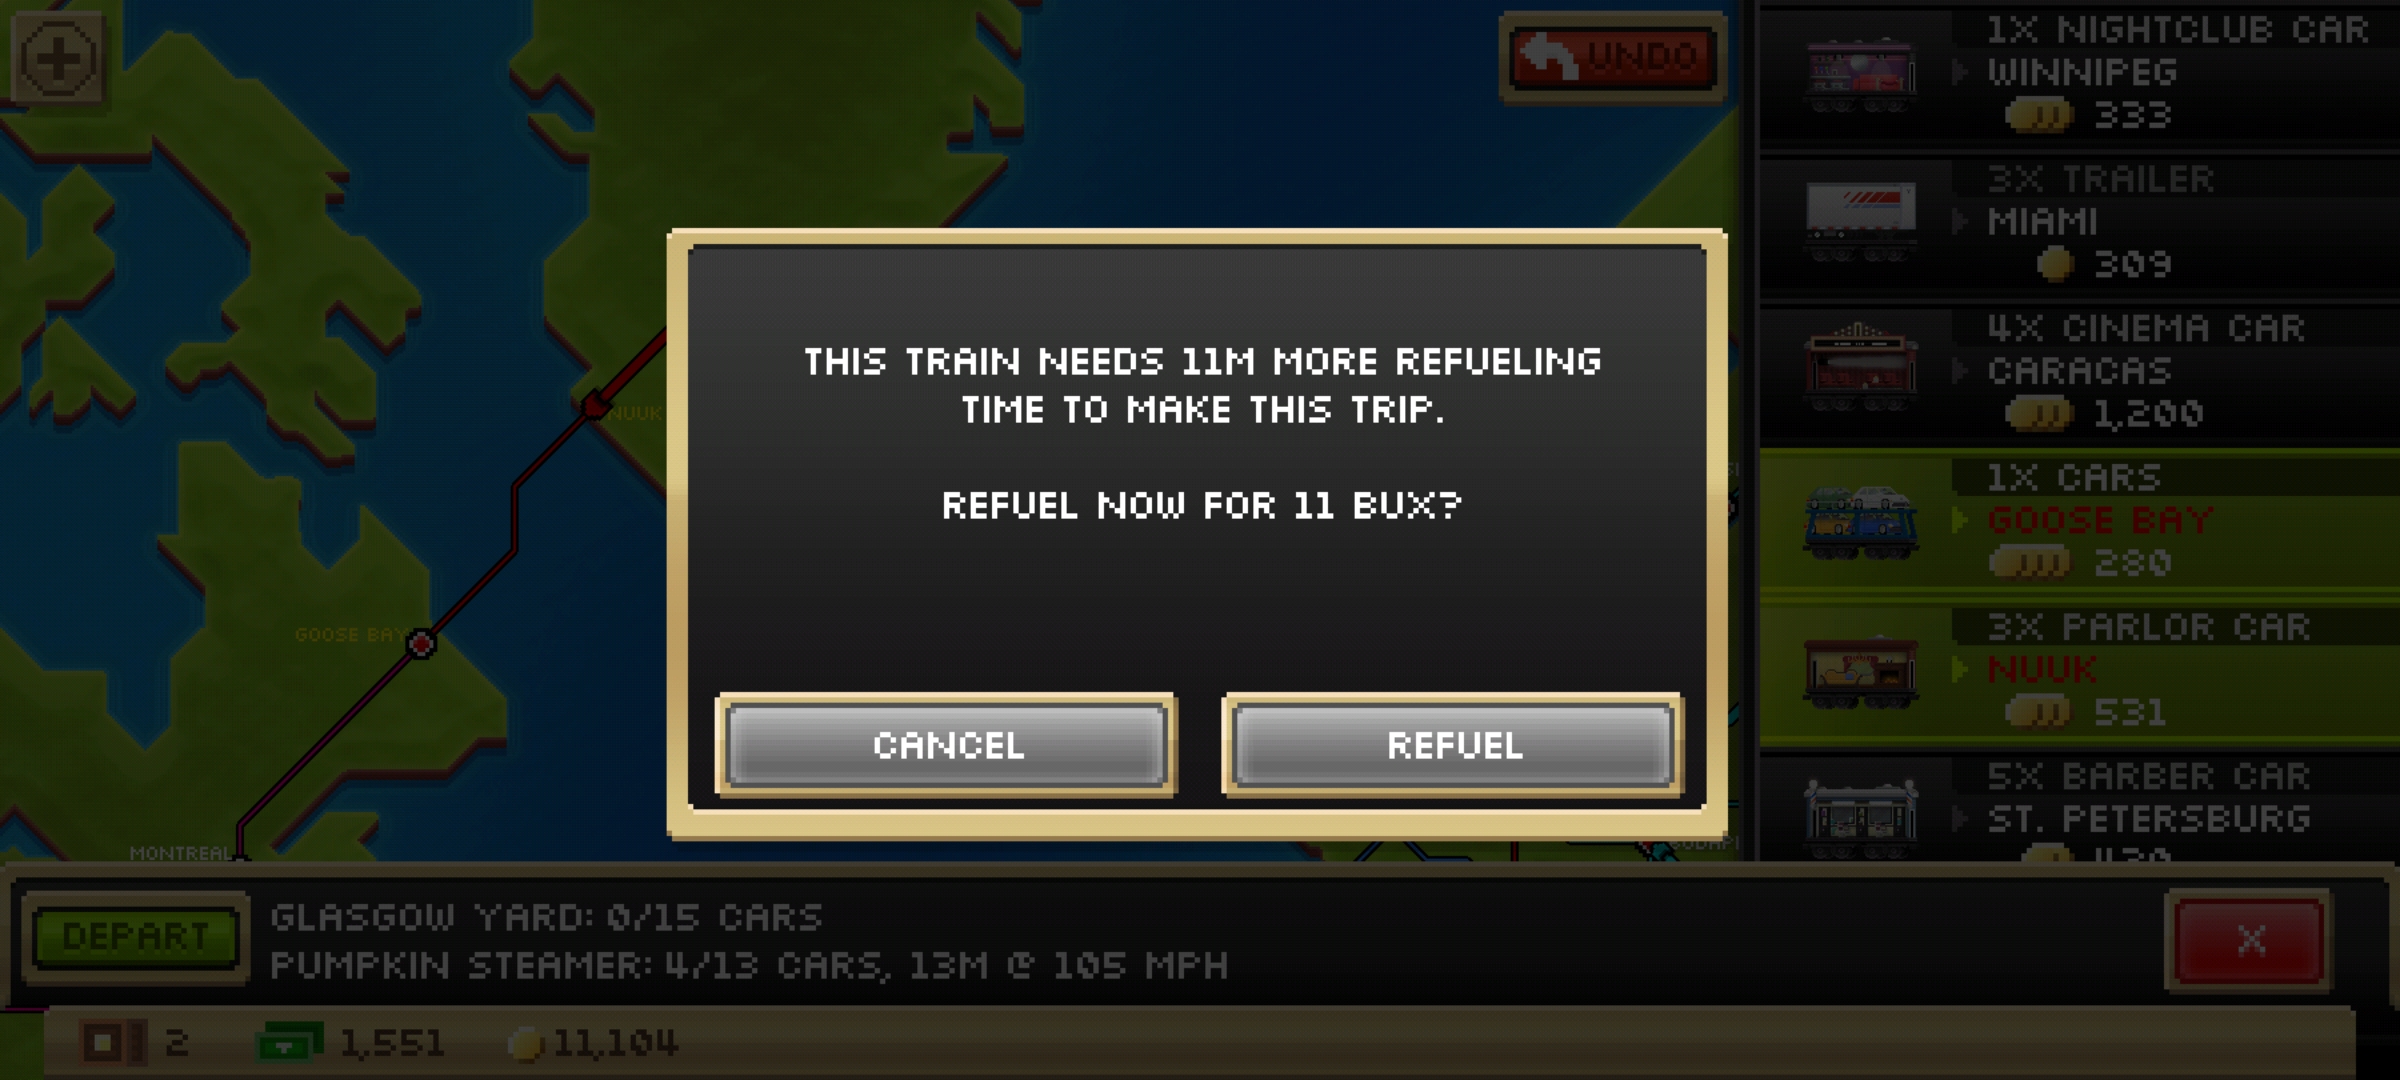 UNDO
NUUK
GOOSE BAY
MONTREAL
1X NIGHTCLUB CAR
WINNIPEG
333
3X TRAILER
MIAMI
309
4X CINEMA CAR
CARACAS
1,200
1X CARS
GOOSE BAY
280
3X PARLOR CAR
NUUK
531
5X BARBER CAR
ST. PETERSBURG
THIS TRAIN NEEDS 11M MORE REFUELING
TIME TO MAKE THIS TRIP.
REFUEL NOW FOR 11 BUX?
CANCEL
REFUEL
DEPART
GLASGOW YARD: 0/15 CARS
PUMPKIN STEAMER: 4/13 CARS, 13M @ 105 MPH
X
2
1,551
11,104